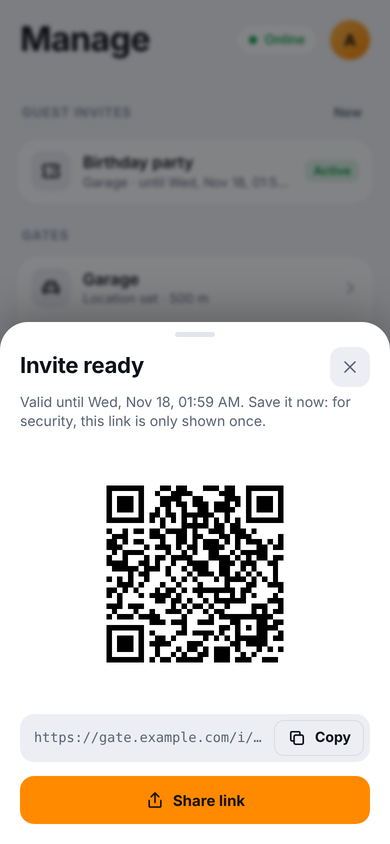 Manage
Online
A
GUEST INVITES
New
Birthday party
Garage · until Wed, Nov 18, 01:5...
Active
GATES
Garage
Location set · 500 m
Invite ready
Valid until Wed, Nov 18, 01:59 AM. Save it now: for
security, this link is only shown once.
https://gate.example.com/i/…
Copy
Share link